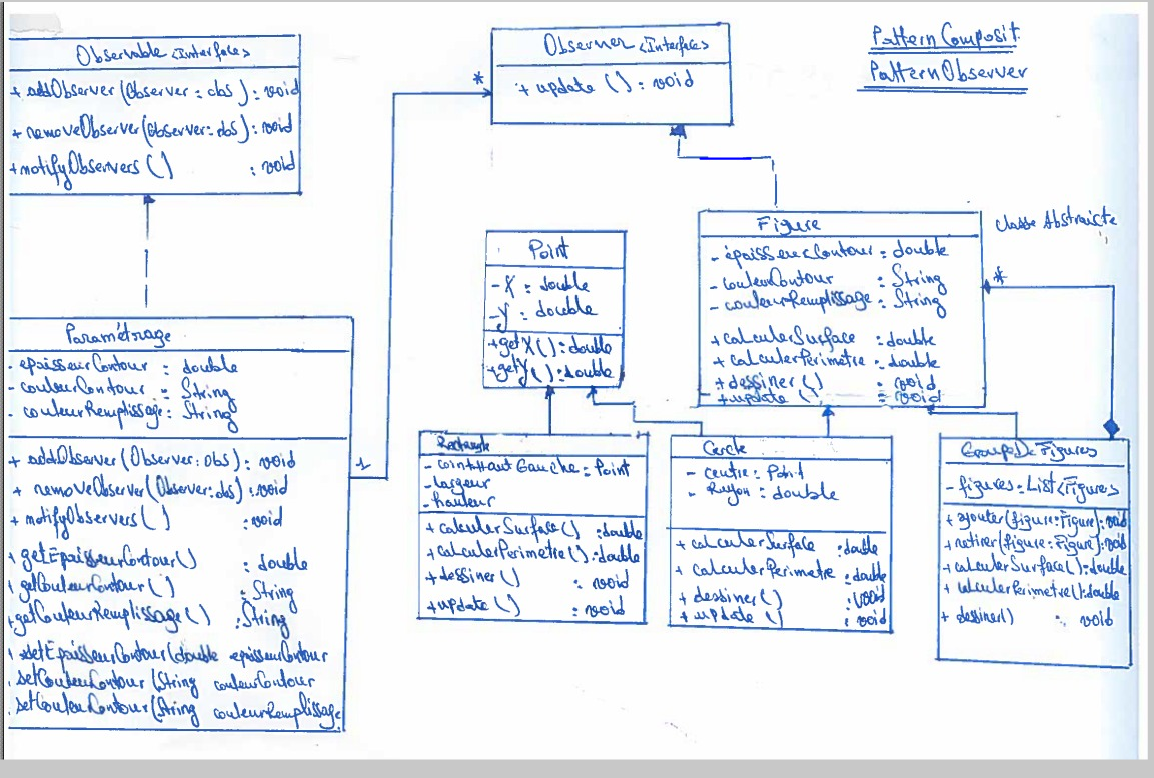 Pattern Composit
Pattern Observer
Observable <Interface>
+ addObserver (Observer : obs) : void
+ removeObserver (Observer : obs) : void
+ notifyObservers () : void
Observer <Interface>
+ update () : void
*
Point
- X : double
- Y : double
+ getX() : double
+ getY() : double
Figure
classe Abstraicte
- épaisseurContour : double
- couleurContour : String
- couleurRemplissage : String
+ calculerSurface : double
+ calculerPerimetre : double
+ dessiner () : void
+ update () : void
*
Paramétrage
- epaisseurContour : double
- couleurContour : String
- couleurRemplissage : String
+ addObserver (Observer : obs) : void
+ removeObserver (Observer : obs) : void
+ notifyObservers () : void
+ getEpaisseurContour() : double
+ getCouleurContour () : String
+ getCouleurRemplissage () : String
+ setEpaisseurContour (double epaisseurContour
. setCouleurContour (String couleurContour
. setCouleurContour (String couleurRemplissage
1
Rectangle
- cointHautGauche : Point
- largeur
- hauteur
+ calculerSurface() : double
+ calculerPerimetre () : double
+ dessiner () : void
+ update () : void
Cercle
- centre : Point
- Rayon : double
+ calculerSurface : double
+ calculerPerimetre : double
+ dessiner () : void
+ update () : void
GroupeDeFigures
- figures : List <Figures>
+ ajouter (figure : Figure) : void
+ retirer (figure : Figure) : void
+ calculerSurface () : double
+ calculerPerimetre () : double
+ dessiner () : void